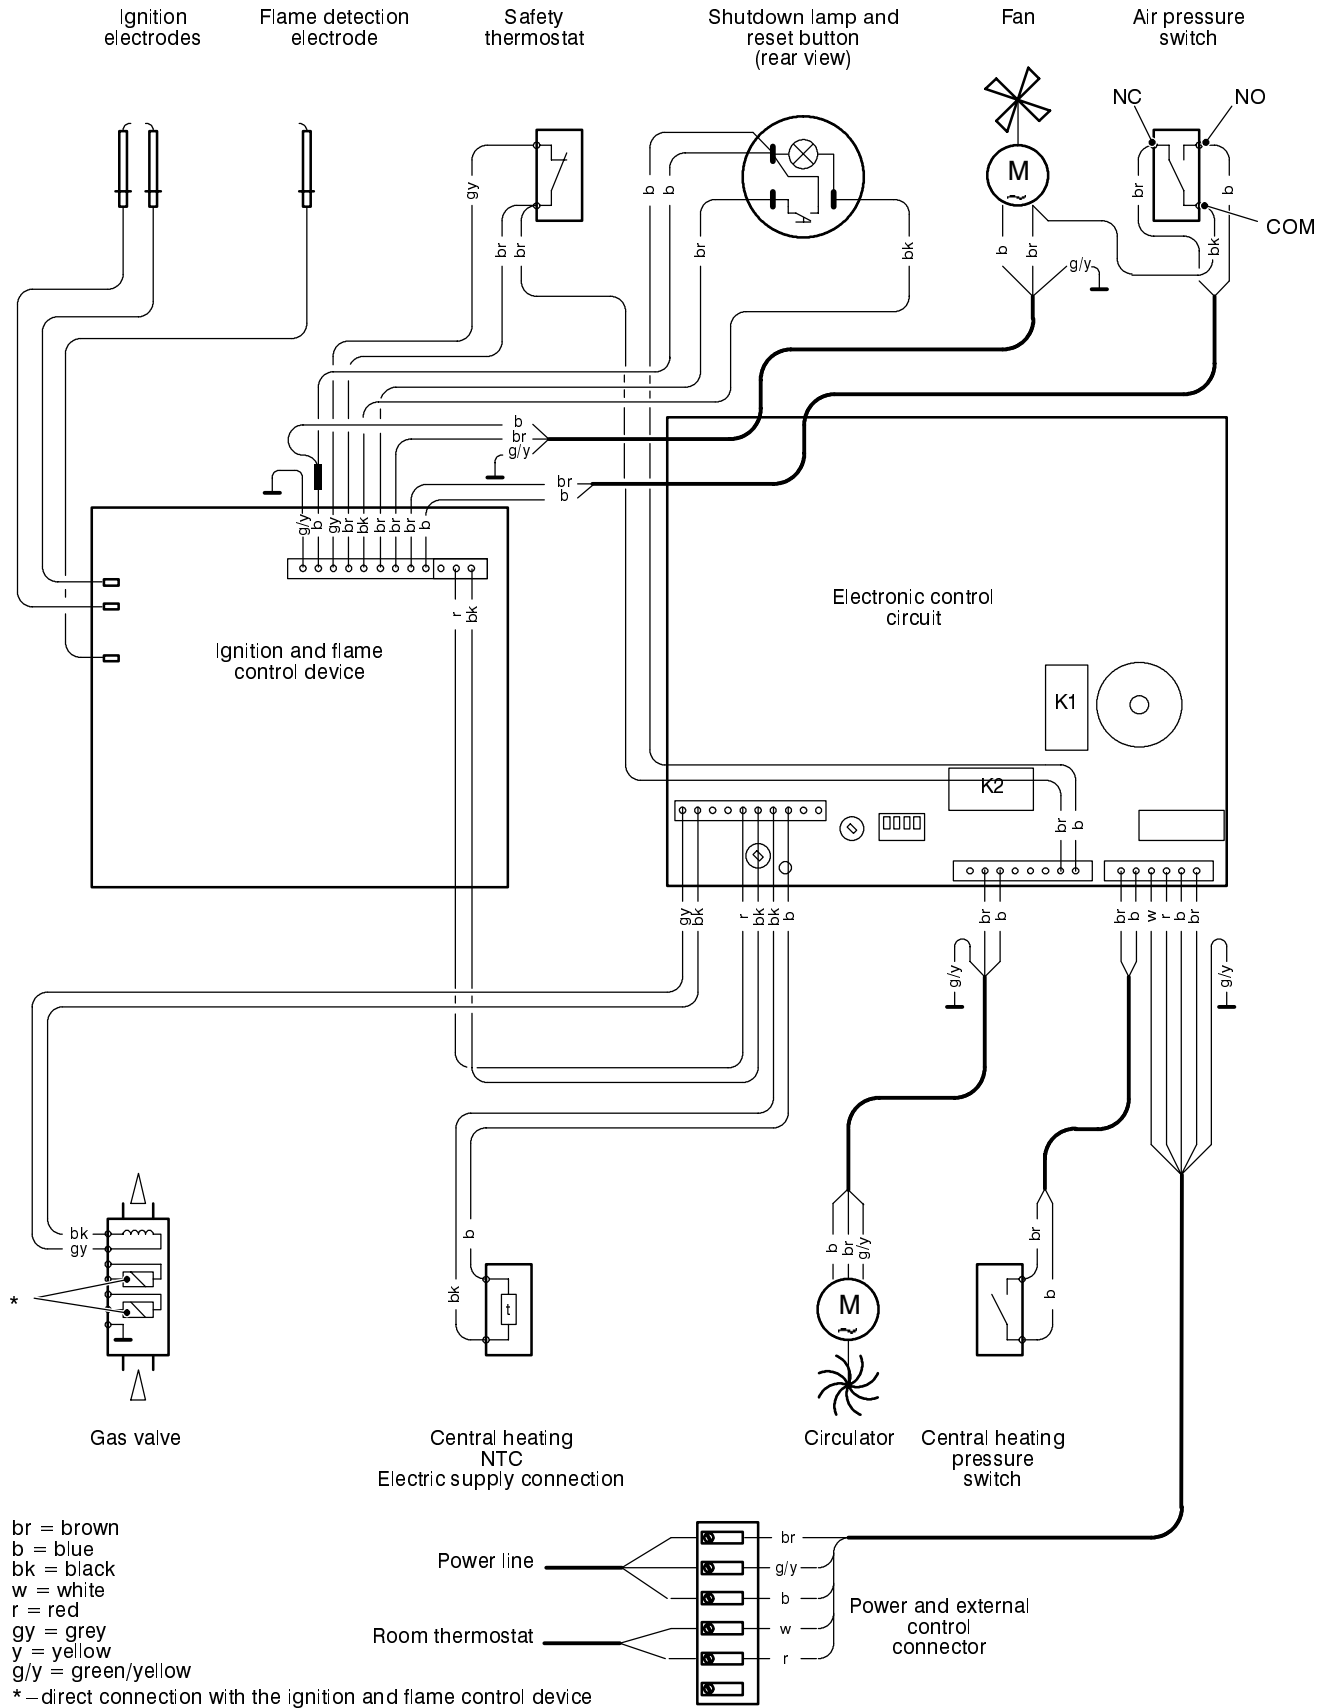 Ignition
electrodes
Flame detection
electrode
Safety
thermostat
Shutdown lamp and
reset button
(rear view)
Fan
Air pressure
switch
NC
NO
M
COM
gy
b
b
br
b
br
br
br
bk
b
br
g/y
bk
b
br
g/y
br
b
g/y
b
gy
br
bk
br
br
br
b
r
bk
Ignition and flame
control device
Electronic control
circuit
K1
K2
br
b
gy
bk
r
bk
bk
b
br
b
br
b
w
r
b
br
g/y
g/y
bk
gy
*
b
bk
t
b
br
g/y
M
br
b
Gas valve
Central heating
NTC
Electric supply connection
Circulator
Central heating
pressure
switch
br = brown
b = blue
bk = black
w = white
r = red
gy = grey
y = yellow
g/y = green/yellow
* – direct connection with the ignition and flame control device
Power line
Room thermostat
br
g/y
b
w
r
Power and external
control
connector